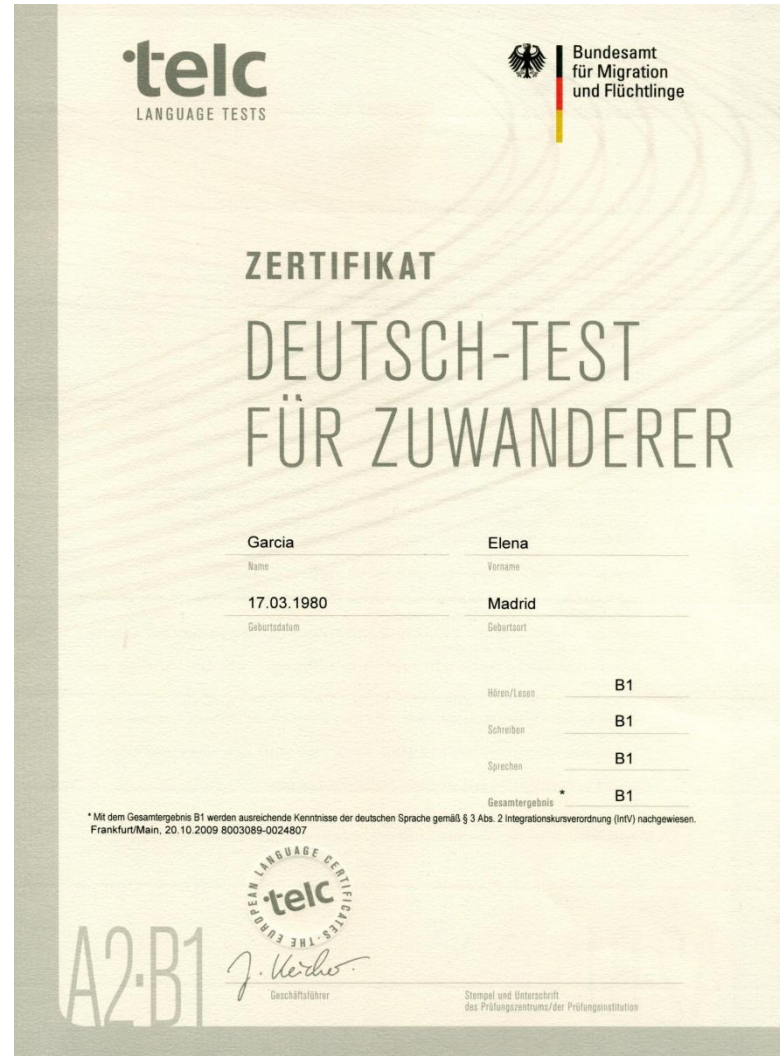 telc
LANGUAGE TESTS
Bundesamt
für Migration
und Flüchtlinge
ZERTIFIKAT
DEUTSCH-TEST
FÜR ZUWANDERER
Garcia Elena
Name Vorname
17.03.1980 Madrid
Geburtsdatum Geburtsort
Hören/Lesen B1
Schreiben B1
Sprechen B1
Gesamtergebnis * B1
* Mit dem Gesamtergebnis B1 werden ausreichende Kenntnisse der deutschen Sprache gemäß § 3 Abs. 2 Integrationskursverordnung (IntV) nachgewiesen.
Frankfurt/Main, 20.10.2009 8003089-0024807
THE EUROPEAN LANGUAGE CERTIFICATES
telc
A2·B1
Geschäftsführer
Stempel und Unterschrift
des Prüfungszentrums/der Prüfungsinstitution